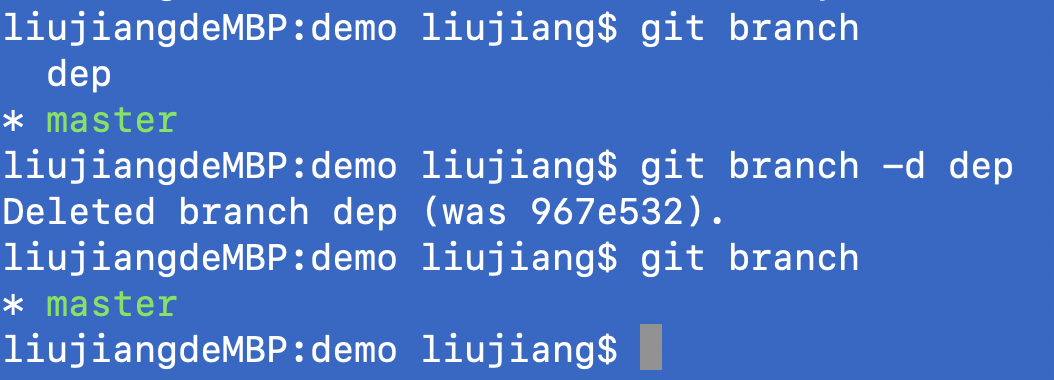 liujiangdeMBP:demo liujiang$ git branch
  dep
* master
liujiangdeMBP:demo liujiang$ git branch -d dep
Deleted branch dep (was 967e532).
liujiangdeMBP:demo liujiang$ git branch
* master
liujiangdeMBP:demo liujiang$